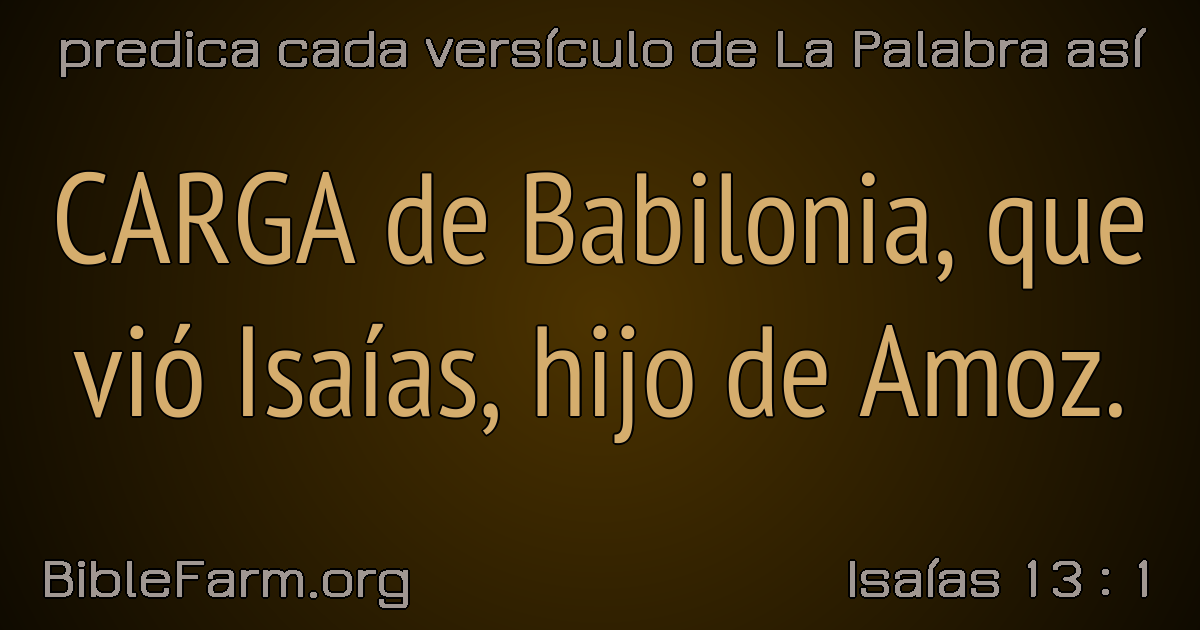 predica cada versículo de La Palabra así
CARGA de Babilonia, que
vió Isaías, hijo de Amoz.
BibleFarm.org
Isaías 13 : 1